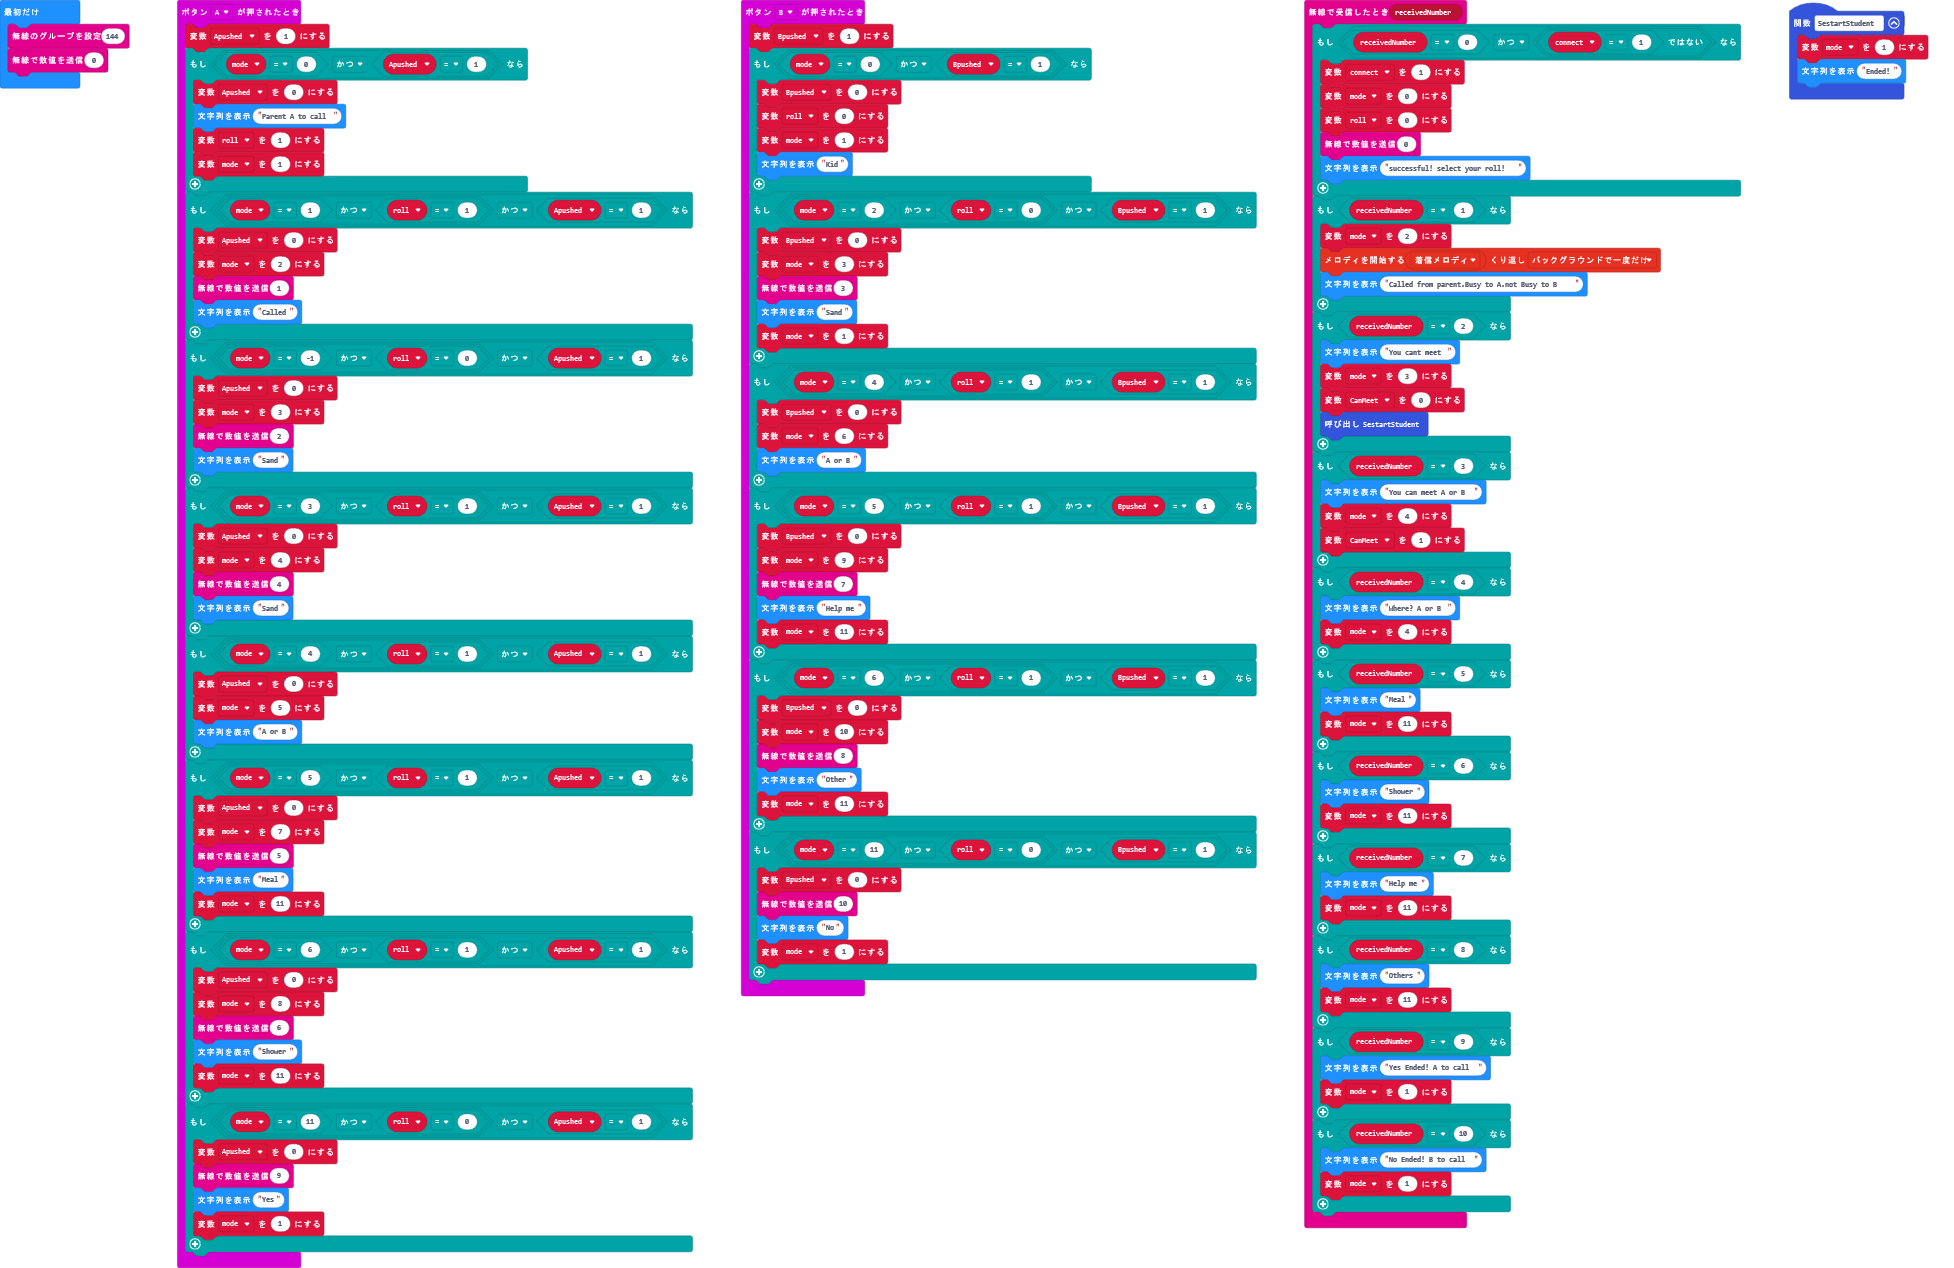 最初だけ
無線のグループを設定 144
無線で数値を送信 0
ボタン A が押されたとき
変数 Apushed を 1 にする
もし mode = 0 かつ Apushed = 1 なら
変数 Apushed を 0 にする
文字列を表示 "Parent A to call "
変数 roll を 1 にする
変数 mode を 1 にする
もし mode = 1 かつ roll = 1 かつ Apushed = 1 なら
変数 Apushed を 0 にする
変数 mode を 2 にする
無線で数値を送信 1
文字列を表示 "Called"
もし mode = -1 かつ roll = 0 かつ Apushed = 1 なら
変数 Apushed を 0 にする
変数 mode を 3 にする
無線で数値を送信 2
文字列を表示 "Sand"
もし mode = 3 かつ roll = 1 かつ Apushed = 1 なら
変数 Apushed を 0 にする
変数 mode を 4 にする
無線で数値を送信 4
文字列を表示 "Sand"
もし mode = 4 かつ roll = 1 かつ Apushed = 1 なら
変数 Apushed を 0 にする
変数 mode を 5 にする
文字列を表示 "A or B"
もし mode = 5 かつ roll = 1 かつ Apushed = 1 なら
変数 Apushed を 0 にする
変数 mode を 7 にする
無線で数値を送信 5
文字列を表示 "Meal"
変数 mode を 11 にする
もし mode = 6 かつ roll = 1 かつ Apushed = 1 なら
変数 Apushed を 0 にする
変数 mode を 8 にする
無線で数値を送信 6
文字列を表示 "Shower"
変数 mode を 11 にする
もし mode = 11 かつ roll = 0 かつ Apushed = 1 なら
変数 Apushed を 0 にする
無線で数値を送信 9
文字列を表示 "Yes"
変数 mode を 1 にする
ボタン B が押されたとき
変数 Bpushed を 1 にする
もし mode = 0 かつ Bpushed = 1 なら
変数 Bpushed を 0 にする
変数 roll を 0 にする
変数 mode を 1 にする
文字列を表示 "Kid"
もし mode = 2 かつ roll = 0 かつ Bpushed = 1 なら
変数 Bpushed を 0 にする
変数 mode を 3 にする
無線で数値を送信 3
文字列を表示 "Sand"
変数 mode を 1 にする
もし mode = 4 かつ roll = 1 かつ Bpushed = 1 なら
変数 Bpushed を 0 にする
変数 mode を 6 にする
文字列を表示 "A or B"
もし mode = 5 かつ roll = 1 かつ Bpushed = 1 なら
変数 Bpushed を 0 にする
変数 mode を 9 にする
無線で数値を送信 7
文字列を表示 "Help me"
変数 mode を 11 にする
もし mode = 6 かつ roll = 1 かつ Bpushed = 1 なら
変数 Bpushed を 0 にする
変数 mode を 10 にする
無線で数値を送信 8
文字列を表示 "Other"
変数 mode を 11 にする
もし mode = 11 かつ roll = 0 かつ Bpushed = 1 なら
変数 Bpushed を 0 にする
無線で数値を送信 10
文字列を表示 "No"
変数 mode を 1 にする
無線で受信したとき receivedNumber
もし receivedNumber = 0 かつ connect = 1 ではない なら
変数 connect を 1 にする
変数 mode を 0 にする
変数 roll を 0 にする
無線で数値を送信 0
文字列を表示 "successful! select your roll! "
もし receivedNumber = 1 なら
変数 mode を 2 にする
メロディを開始する 着信メロディ くり返し バックグラウンドで一度だけ
文字列を表示 "Called from parent.Busy to A.not Busy to B "
もし receivedNumber = 2 なら
文字列を表示 "You cant meet "
変数 mode を 3 にする
変数 CanMeet を 0 にする
呼び出し SestartStudent
もし receivedNumber = 3 なら
文字列を表示 "You can meet A or B "
変数 mode を 4 にする
変数 CanMeet を 1 にする
もし receivedNumber = 4 なら
文字列を表示 "Where? A or B "
変数 mode を 4 にする
もし receivedNumber = 5 なら
文字列を表示 "Meal"
変数 mode を 11 にする
もし receivedNumber = 6 なら
文字列を表示 "Shower"
変数 mode を 11 にする
もし receivedNumber = 7 なら
文字列を表示 "Help me"
変数 mode を 11 にする
もし receivedNumber = 8 なら
文字列を表示 "Others"
変数 mode を 11 にする
もし receivedNumber = 9 なら
文字列を表示 "Yes Ended! A to call "
変数 mode を 1 にする
もし receivedNumber = 10 なら
文字列を表示 "No Ended! B to call "
変数 mode を 1 にする
関数 SestartStudent
変数 mode を 1 にする
文字列を表示 "Ended!"